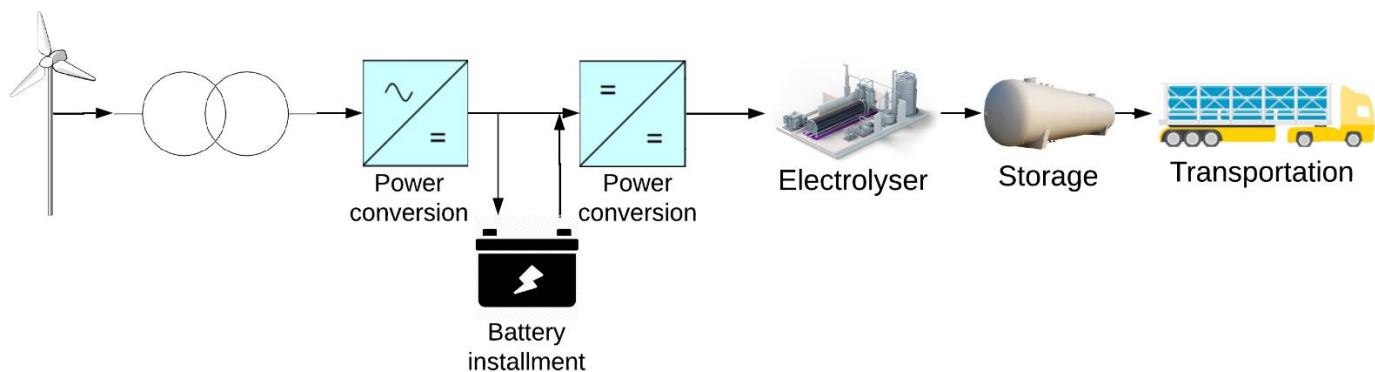 Power
conversion
Power
conversion
Electrolyser
Storage
Transportation
Battery
installment